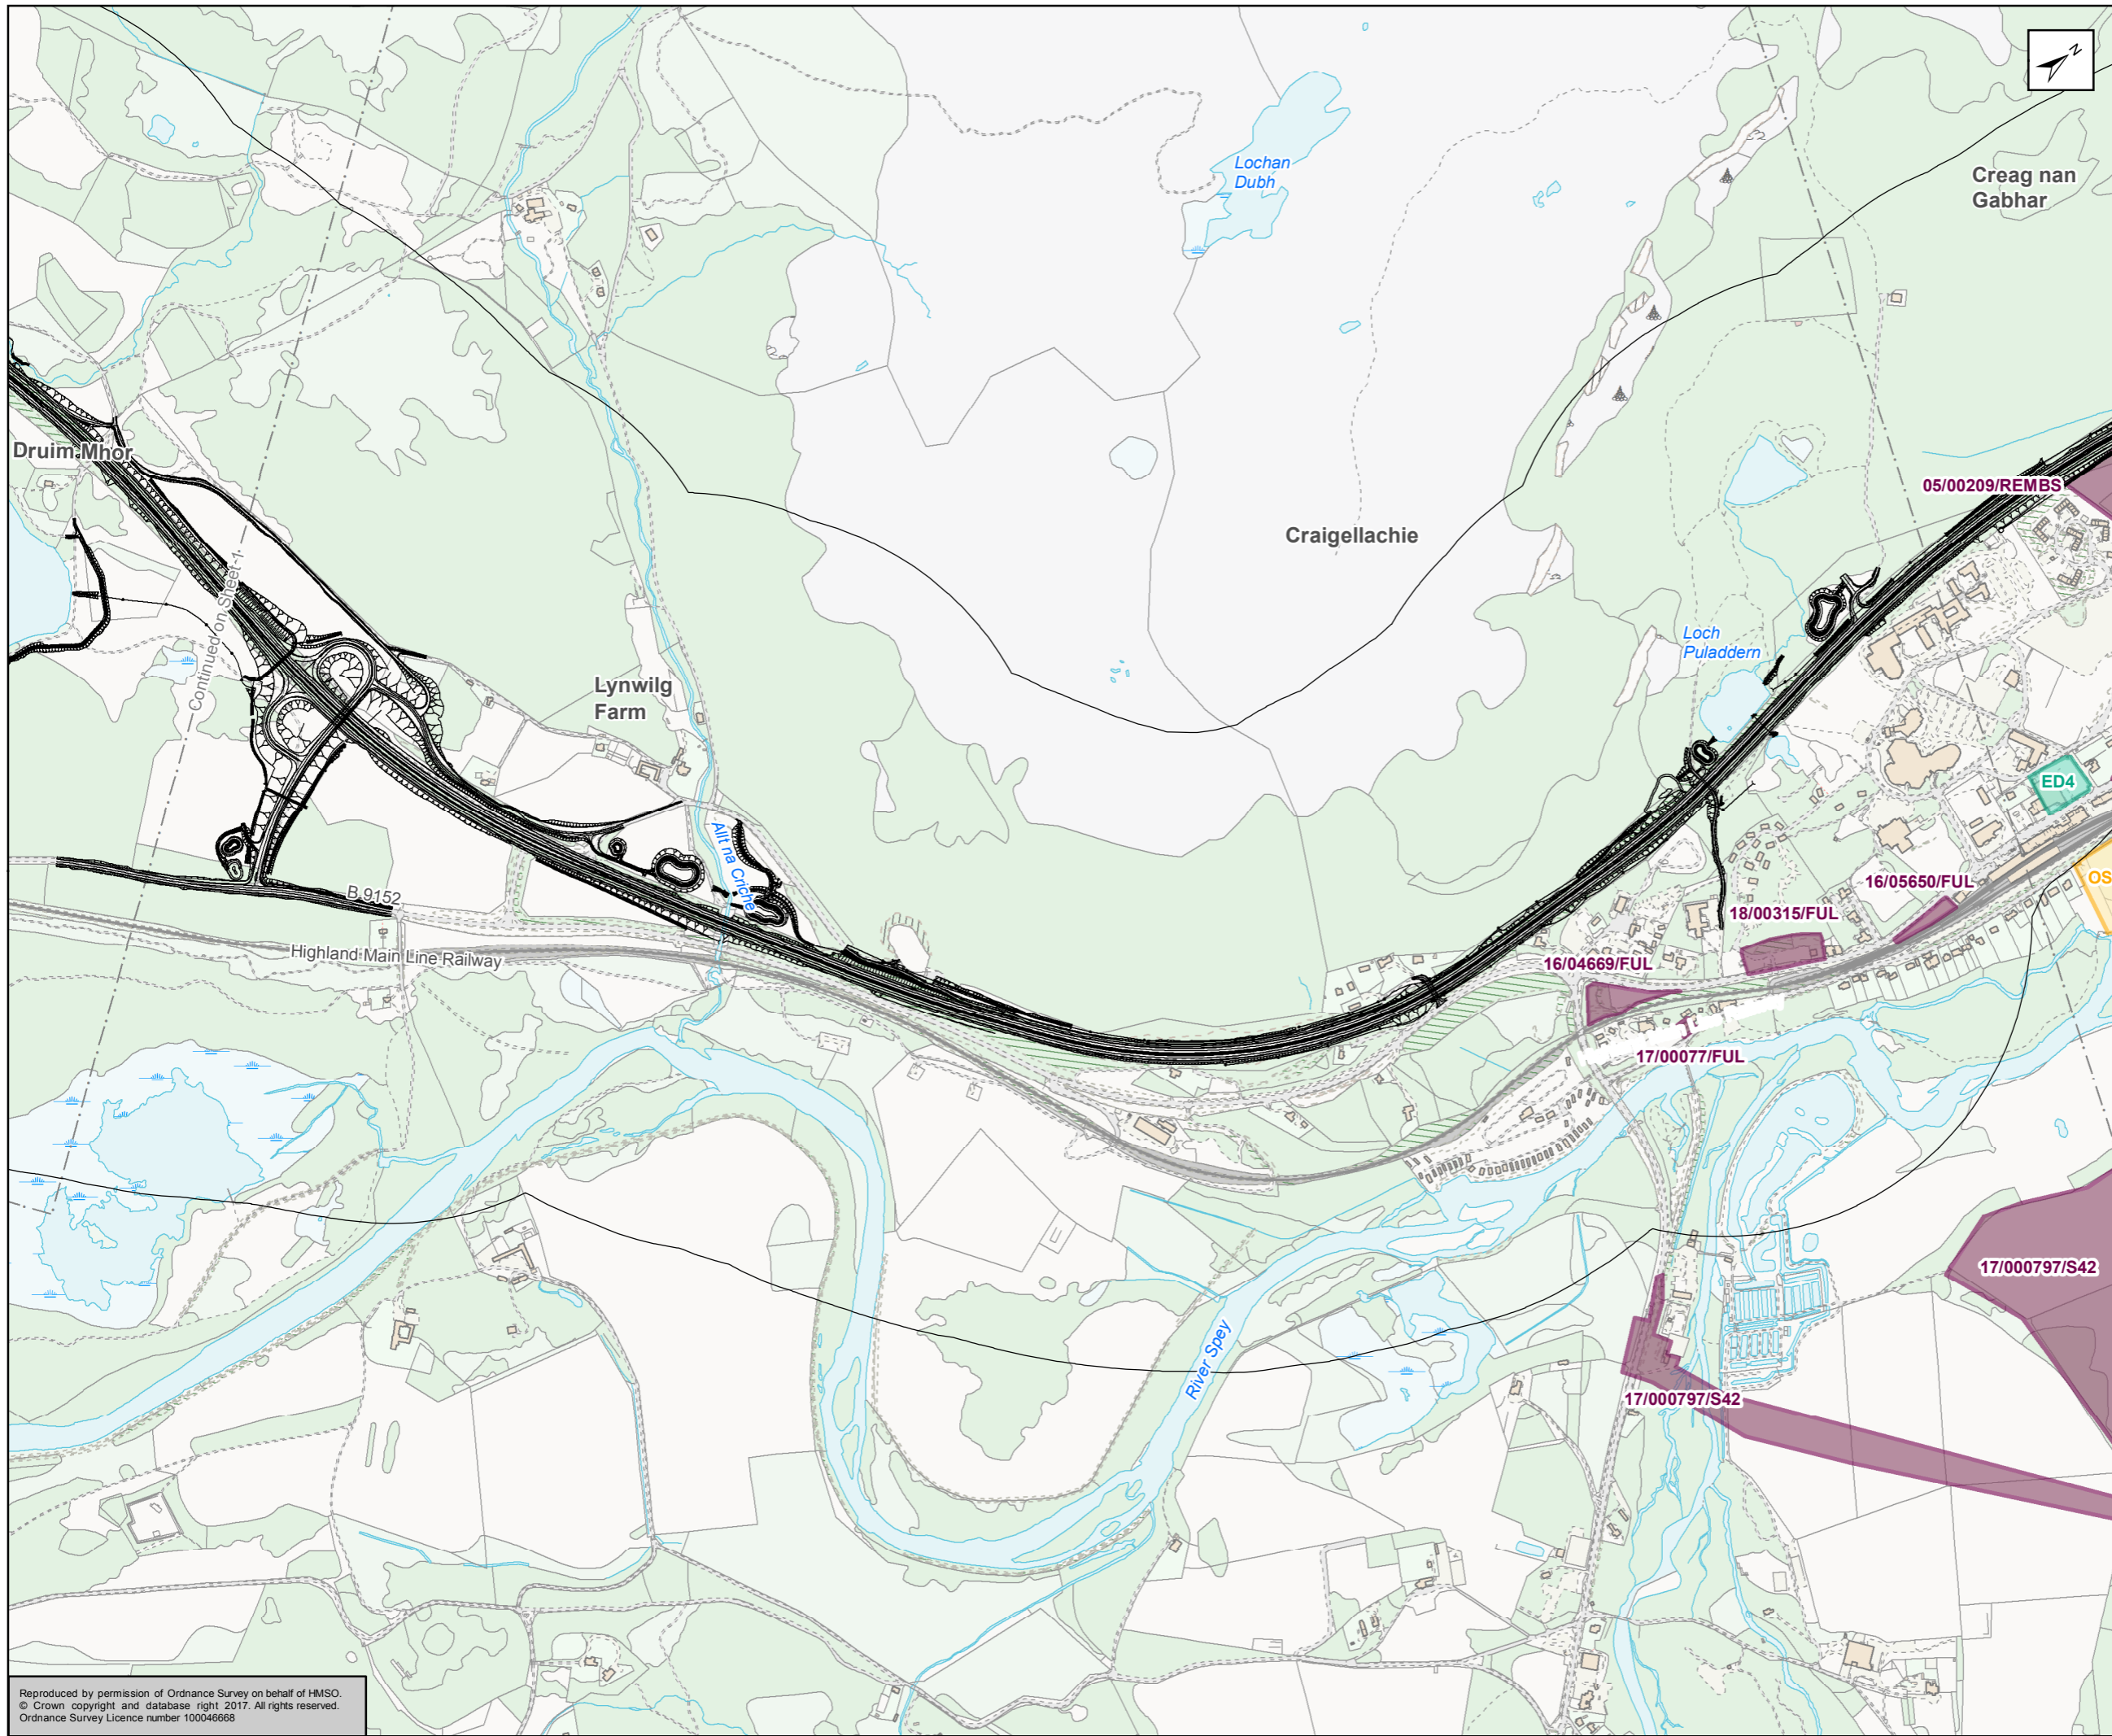 N
Lochan
Dubh
Creag nan
Gabhar
Druim Mhor
05/00209/REMBS
Craigellachie
Continued on Sheet 1
Loch
Puladdern
Lynwilg
Farm
ED4
Allt na Criche
16/05650/FUL
OS
B 9152
18/00315/FUL
Highland Main Line Railway
16/04669/FUL
17/00077/FUL
17/000797/S42
River Spey
17/000797/S42
Reproduced by permission of Ordnance Survey on behalf of HMSO.
© Crown copyright and database right 2017. All rights reserved.
Ordnance Survey Licence number 100046668